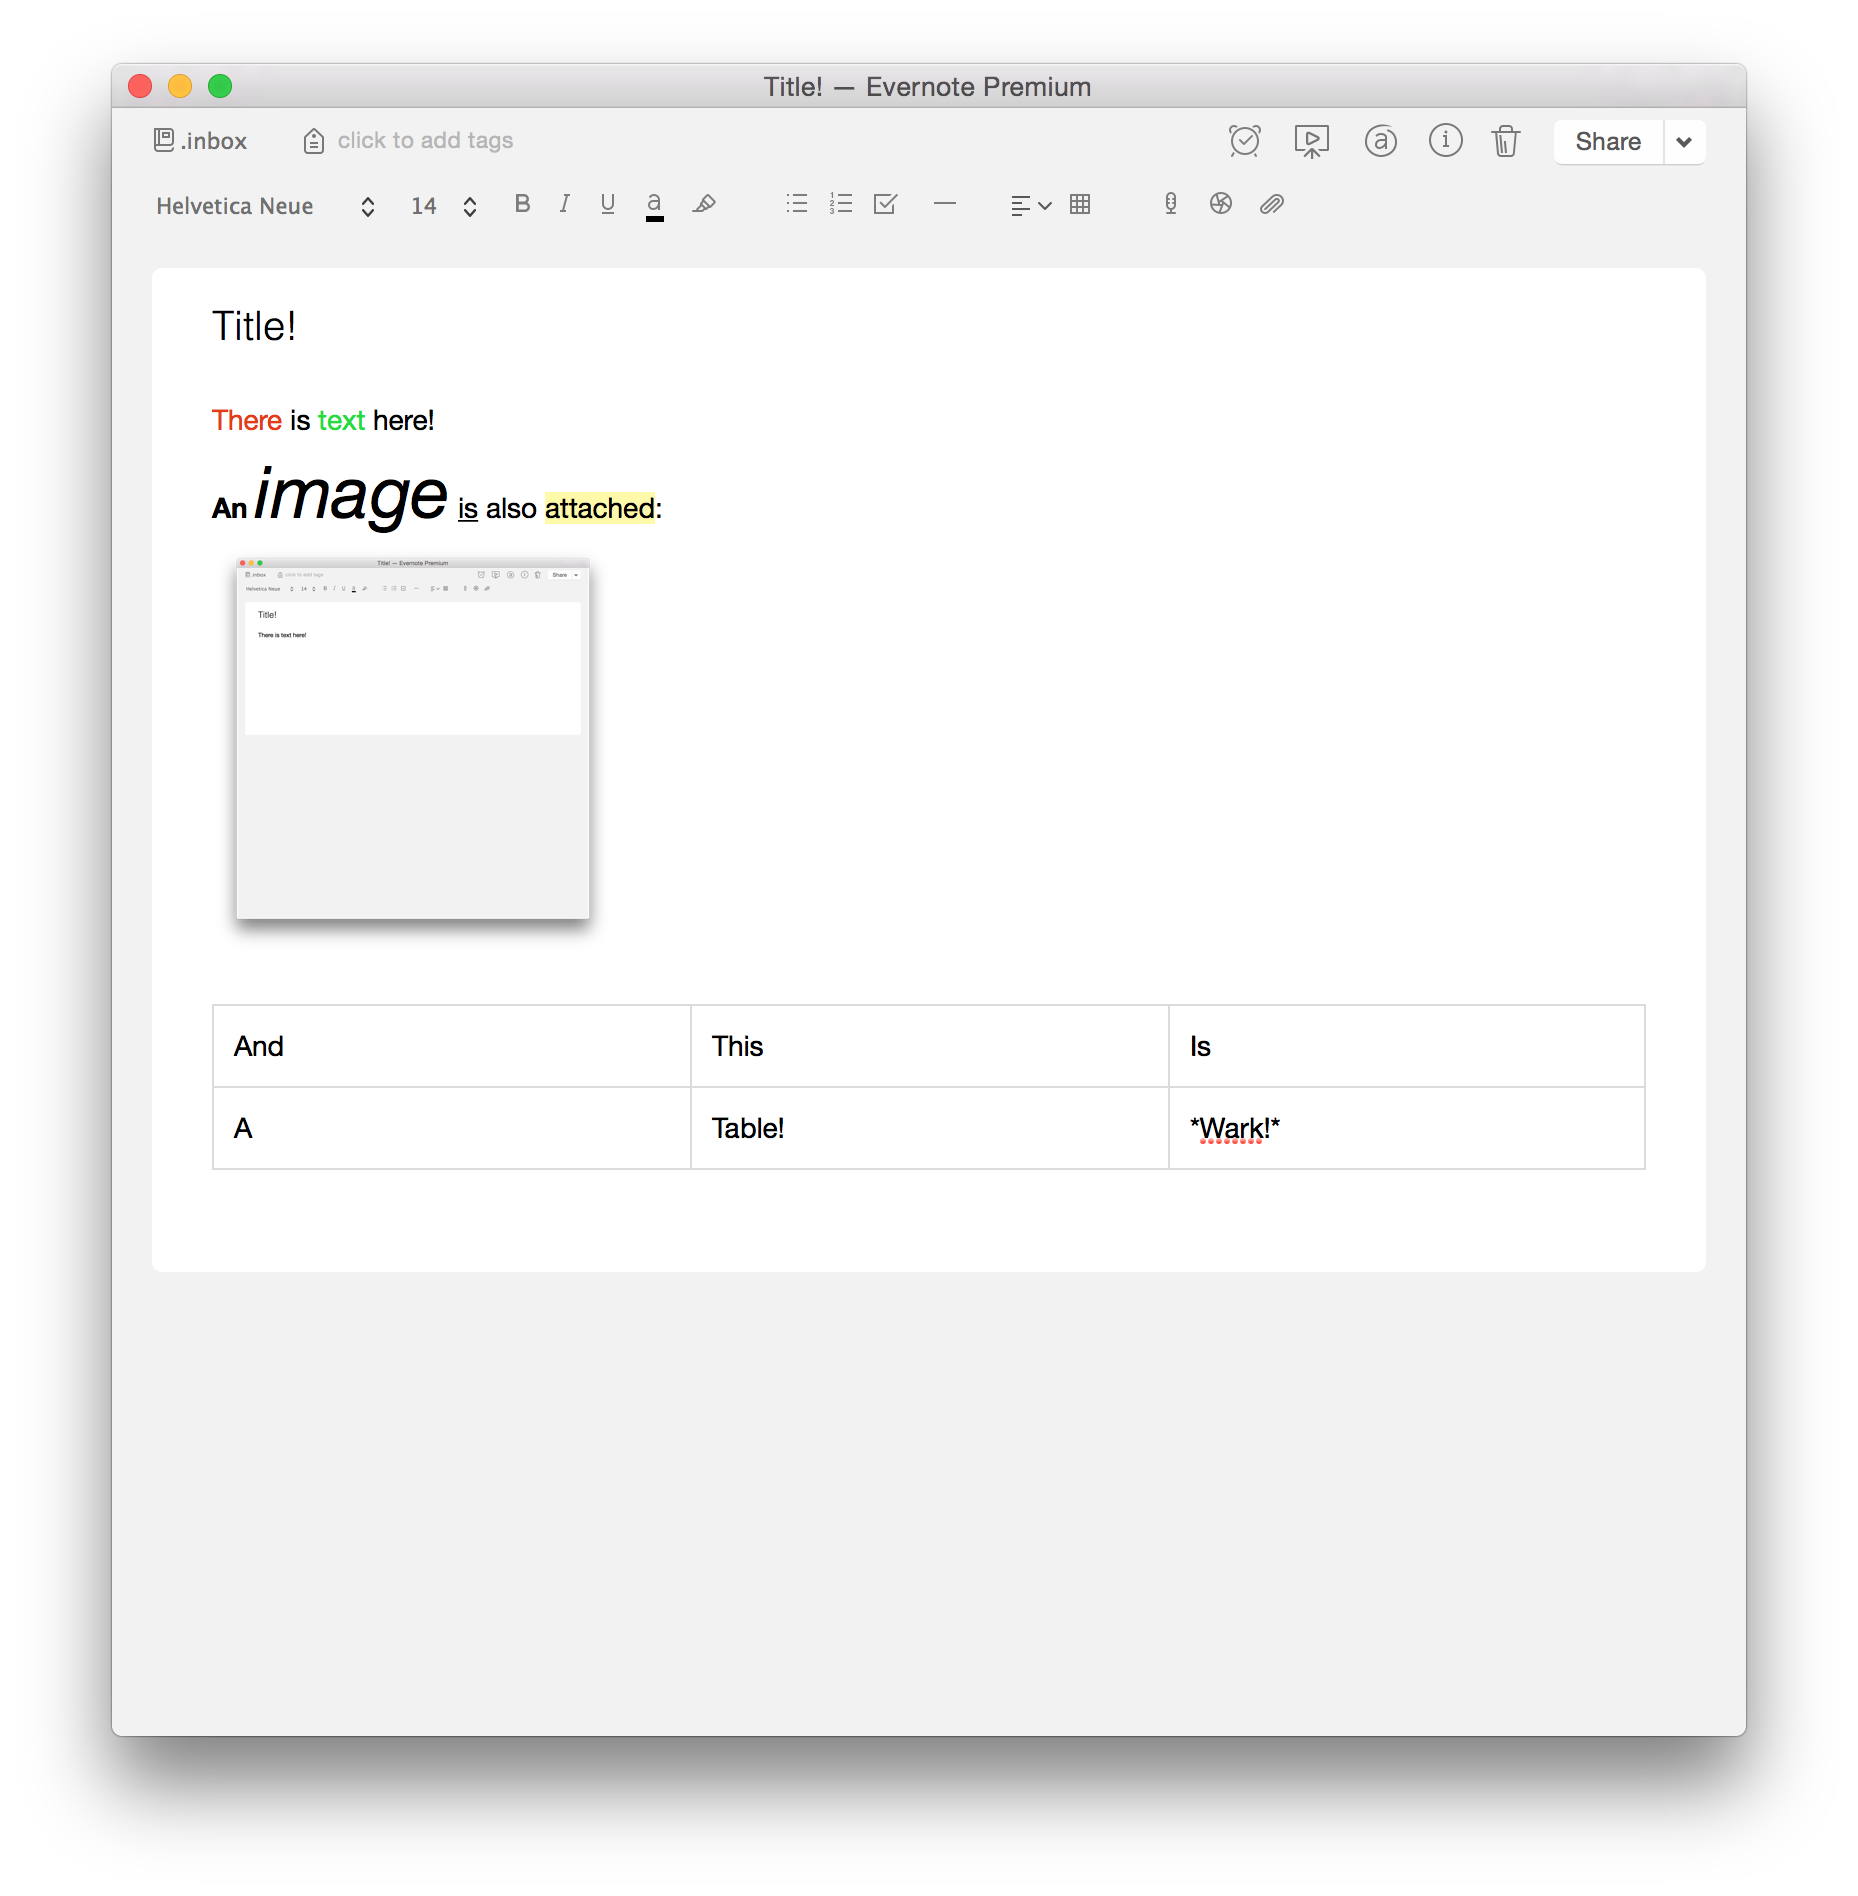 Title! — Evernote Premium
.inbox click to add tags Share
Helvetica Neue 14 B I U a
Title!
There is text here!
An image is also attached:
Title! — Evernote Premium
.inbox click to add tags Share
Helvetica Neue 14 B I U a
Title!
There is text here!
And This Is
A Table! *Wark!*